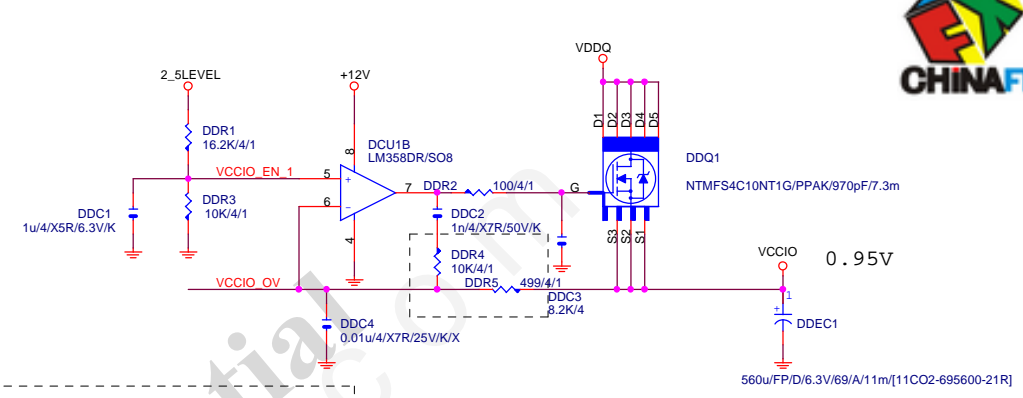 CHINAFI
VDDQ
2_5LEVEL
+12V
D1
D2
D3
D4
D5
DDR1
16.2K/4/1
DCU1B
LM358DR/SO8
8
DDQ1
VCCIO_EN_1
5
+
7
DDR2
100/4/1
G
NTMFS4C10NT1G/PPAK/970pF/7.3m
DDR3
10K/4/1
6
−
DDC1
1u/4/X5R/6.3V/K
4
DDC2
1n/4/X7R/50V/K
S3
S2
S1
VCCIO
0.95V
DDR4
10K/4/1
VCCIO_OV
DDR5
499/4/1
DDC3
8.2K/4
1
+
DDEC1
DDC4
0.01u/4/X7R/25V/K/X
560u/FP/D/6.3V/69/A/11m/[11CO2-695600-21R]
tial
com